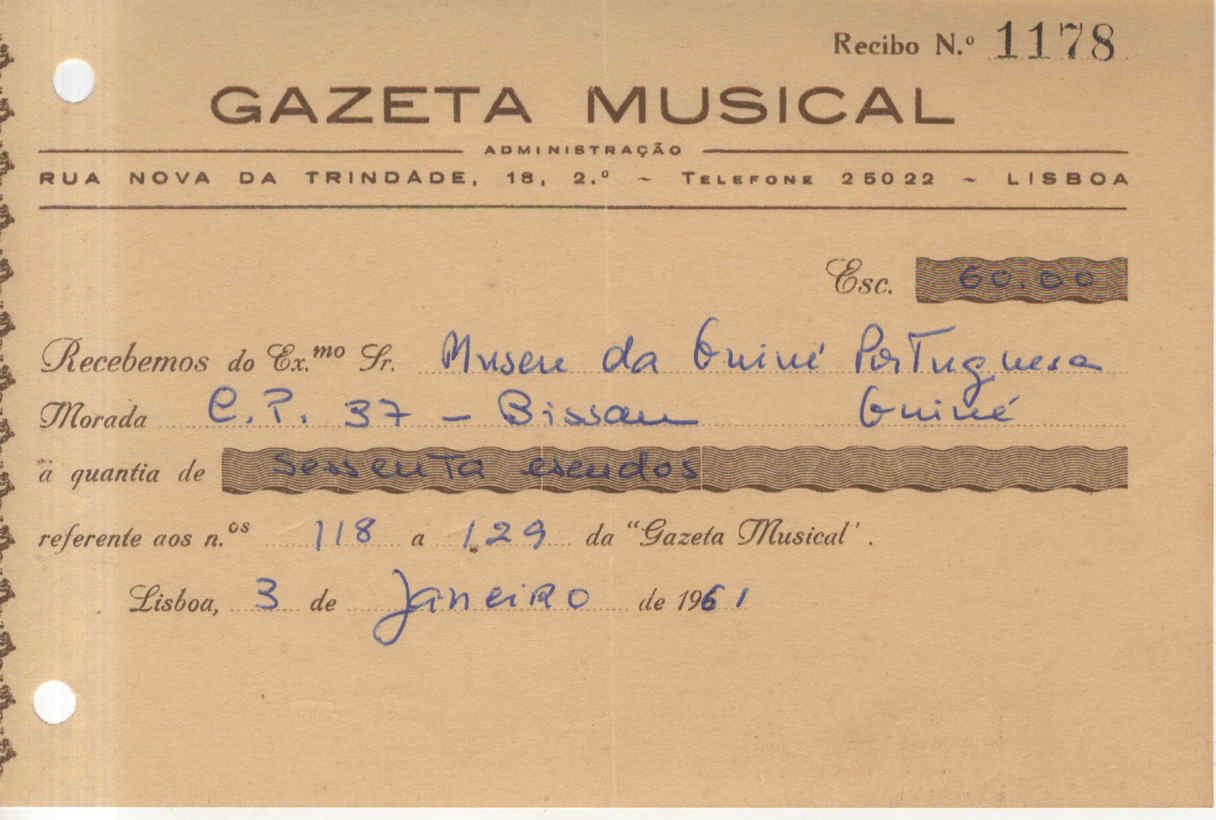 Recibo N.º 1178
GAZETA MUSICAL
ADMINISTRAÇÃO
RUA NOVA DA TRINDADE, 18, 2.º ~ TELEFONE 25022 ~ LISBOA
Esc. 60.00
Recebemos do Ex.mo Sr. Museu da Guiné Portuguesa
Morada C.P. 37 - Bissau Guiné
a quantia de sessenta escudos
referente aos n.os 118 a 129 da "Gazeta Musical'.
Lisboa, 3 de Janeiro de 1961